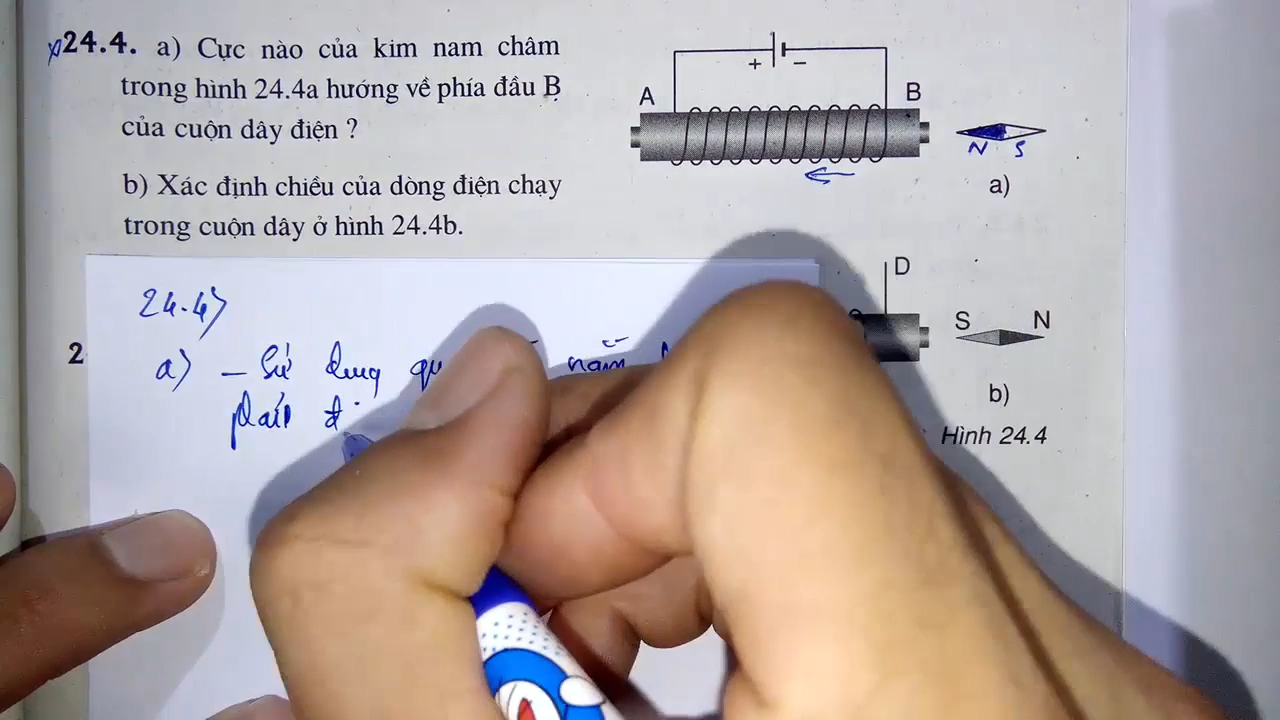 24.4. a) Cực nào của kim nam châm
trong hình 24.4a hướng về phía đầu B
của cuộn dây điện ?
b) Xác định chiều của dòng điện chạy
trong cuộn dây ở hình 24.4b.
+ −
A
B
N S
a)
D
S N
b)
Hình 24.4
2
24.4)
a) – Sử dụng nắm
phải